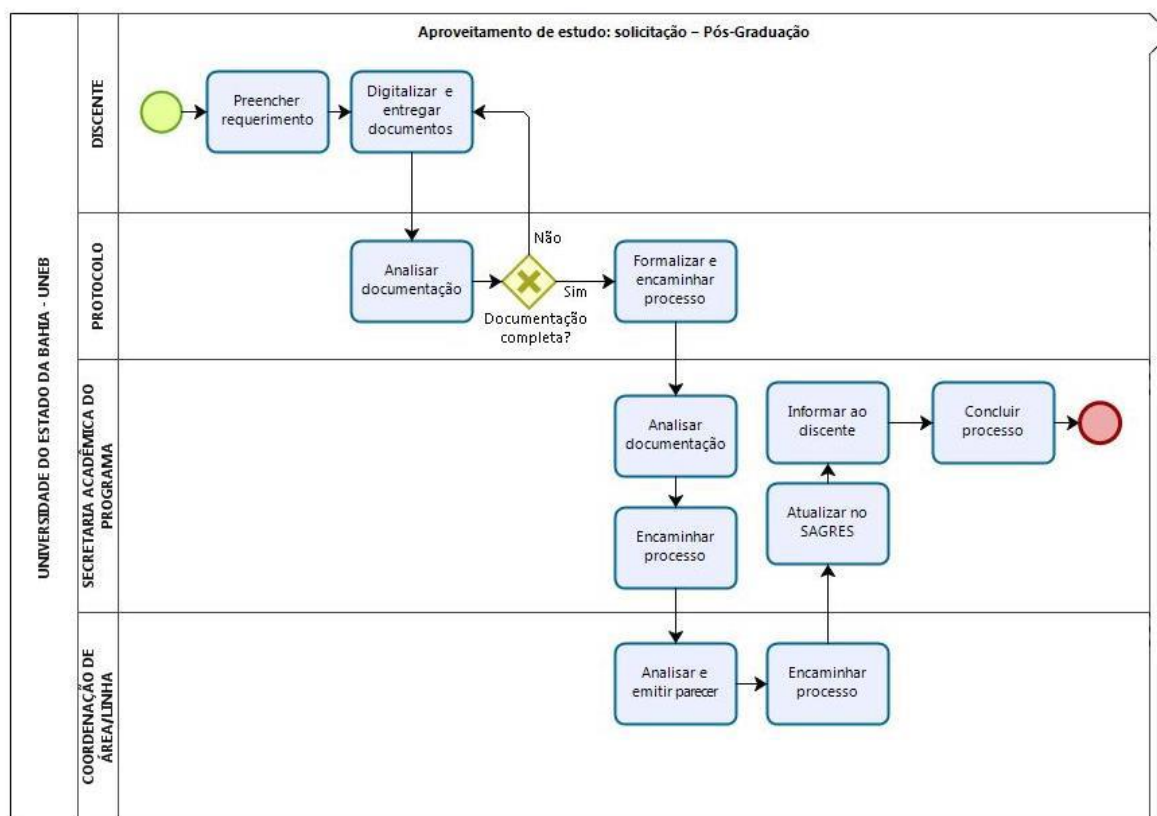 Aproveitamento de estudo: solicitação – Pós-Graduação
UNIVERSIDADE DO ESTADO DA BAHIA - UNEB
DISCENTE
Preencher
requerimento
Digitalizar e
entregar
documentos
PROTOCOLO
Analisar
documentação
Não
Sim
Documentação
completa?
Formalizar e
encaminhar
processo
SECRETARIA ACADÊMICA DO
PROGRAMA
Analisar
documentação
Encaminhar
processo
Informar ao
discente
Concluir
processo
Atualizar no
SAGRES
COORDENAÇÃO DE
ÁREA/LINHA
Analisar e
emitir parecer
Encaminhar
processo